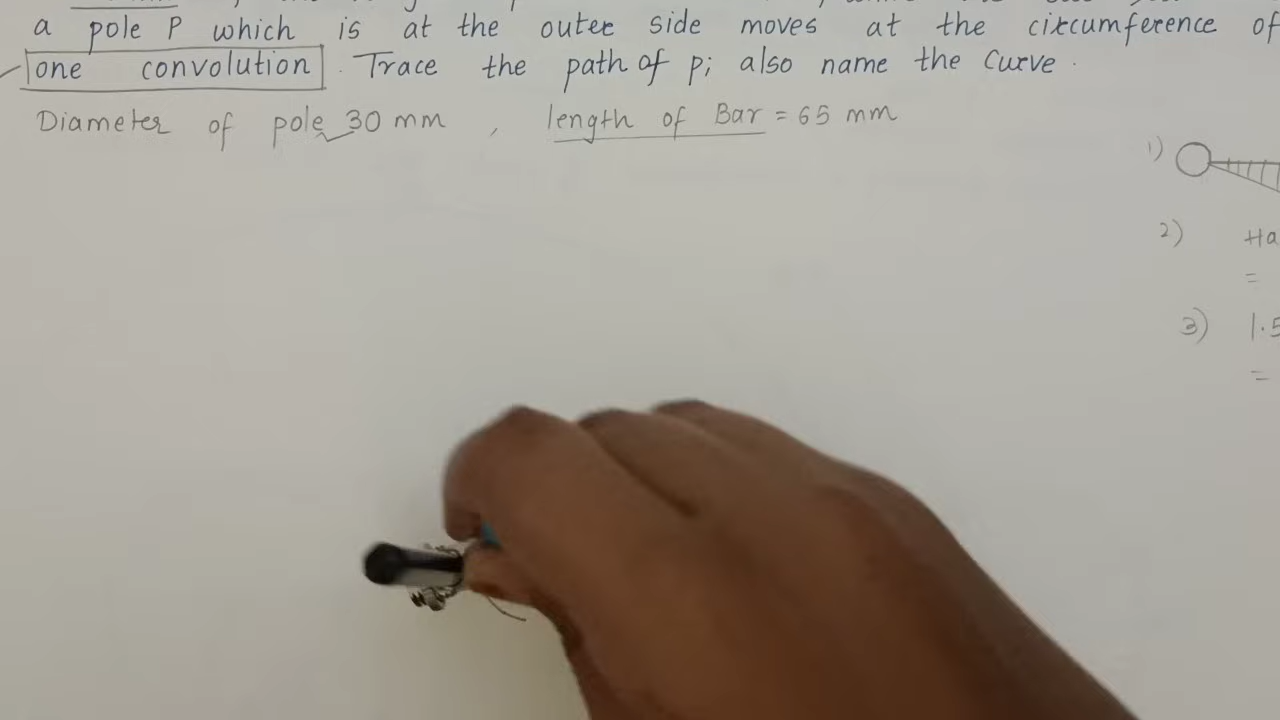 a pole P which is at the outer side moves at the circumference of
one convolution . Trace the path of p; also name the Curve .
Diameter of pole 30 mm , length of Bar = 65 mm
1)
2) Ha
=
3) 1.5
=